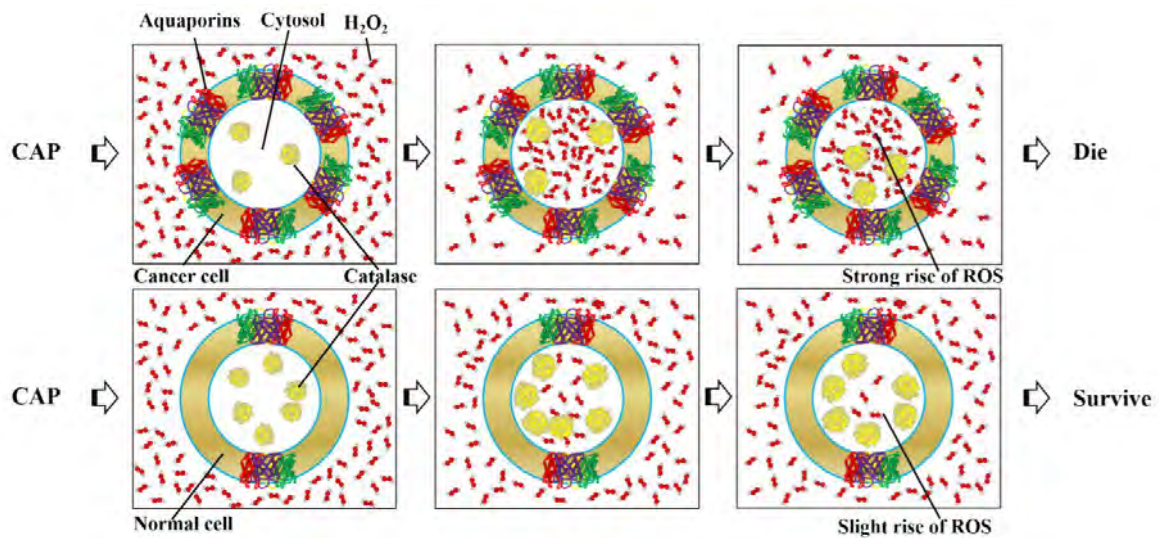 Aquaporins Cytosol H₂O₂
CAP
Die
Cancer cell Catalase Strong rise of ROS
CAP
Survive
Normal cell Slight rise of ROS